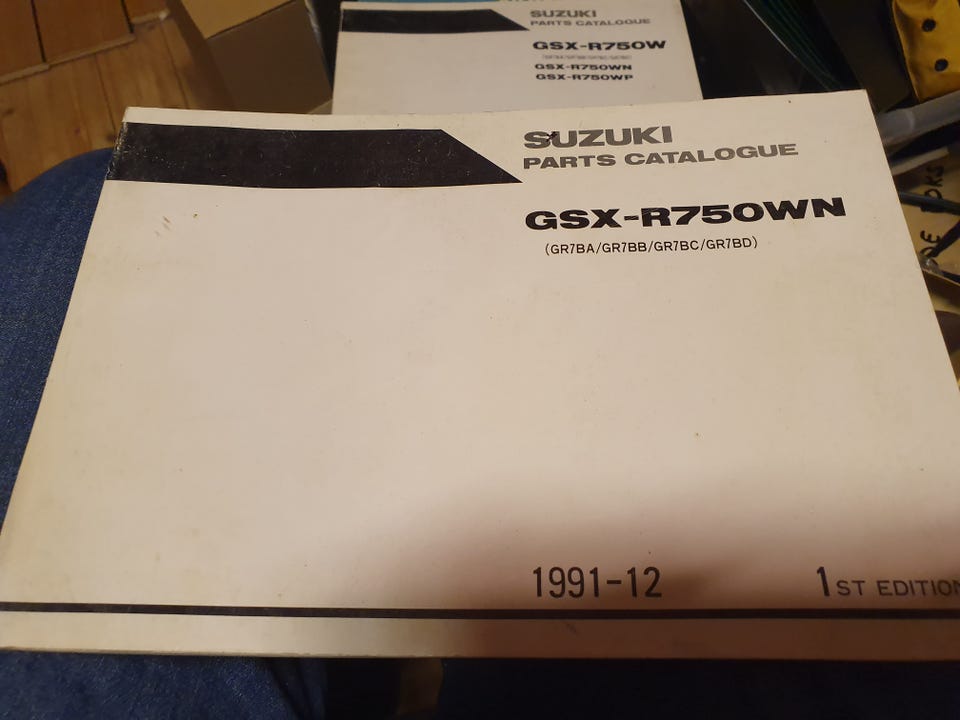 SUZUKI
PARTS CATALOGUE
GSX-R750W
GSX-R750WN
GSX-R750WP
SUZUKI
PARTS CATALOGUE
GSX-R750WN
(GR7BA/GR7BB/GR7BC/GR7BD)
1991-12
1ST EDITION